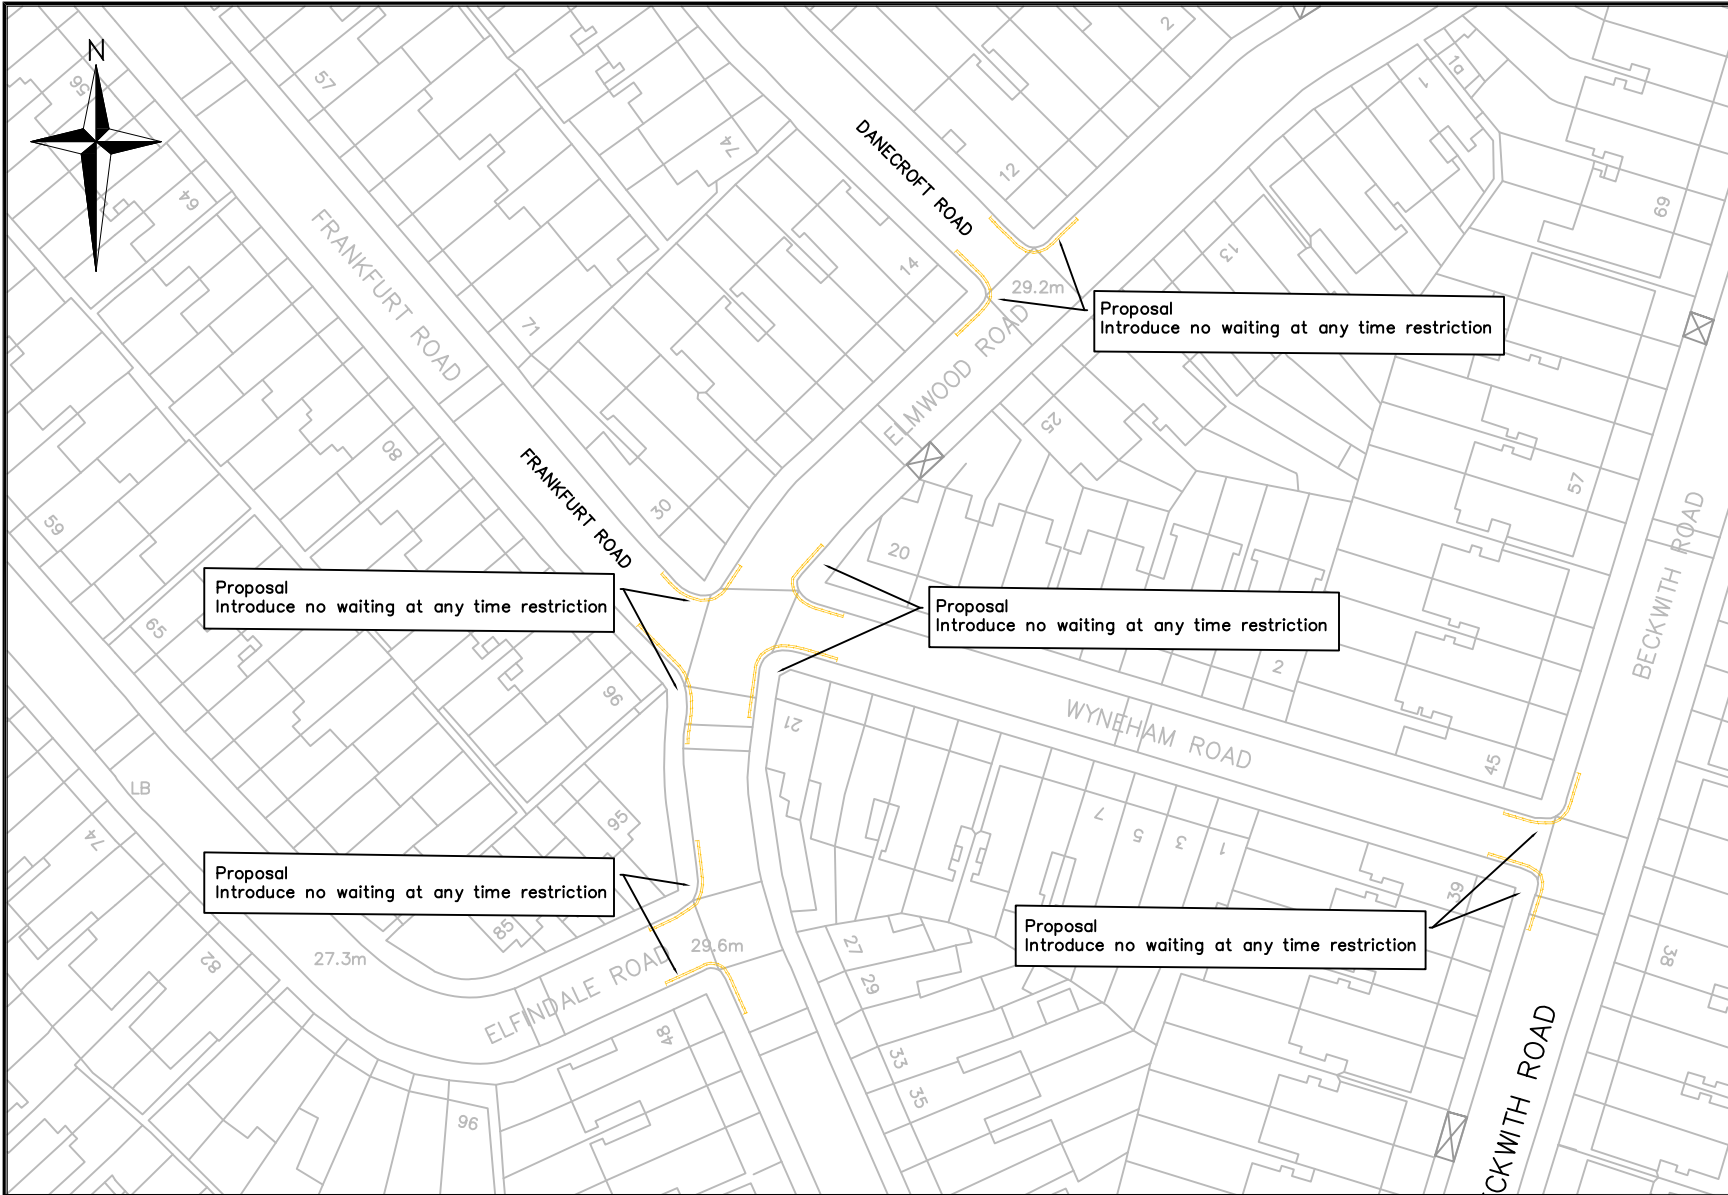 N
56
57
2
1
1a
74
DANECROFT ROAD
12
64
69
FRANKFURT ROAD
14
13
29.2m
Proposal
Introduce no waiting at any time restriction
71
ELMWOOD ROAD
25
80
FRANKFURT ROAD
30
57
59
20
BECKWITH ROAD
Proposal
Introduce no waiting at any time restriction
Proposal
Introduce no waiting at any time restriction
65
2
96
21
WYNEHAM ROAD
45
LB
74
95
7
5
3
1
Proposal
Introduce no waiting at any time restriction
39
85
29.6m
27
Proposal
Introduce no waiting at any time restriction
82
27.3m
29
38
ELFINDALE ROAD
48
33
35
96
CKWITH ROAD